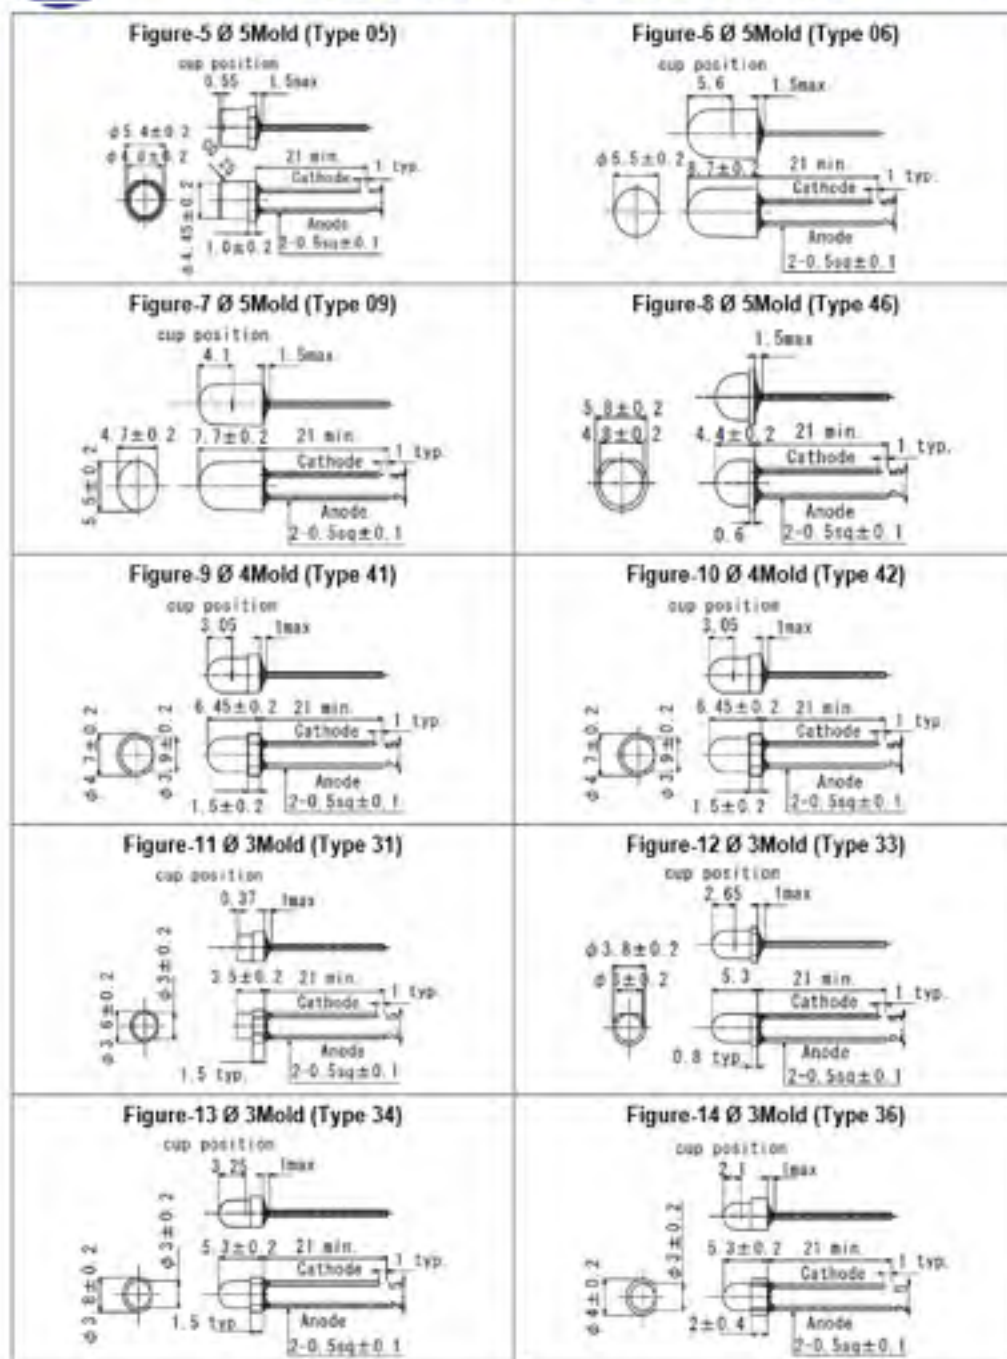 Figure-5 Ø 5Mold (Type 05)
cup position
0.55 1.5max
φ5.4±0.2
21 min.
1 typ.
Cathode
φ4.45±0.2
Anode
1.0±0.2
2-0.5sq±0.1
Figure-6 Ø 5Mold (Type 06)
cup position
5.6 1.5max
φ5.5±0.2
8.7±0.2 21 min.
1 typ.
Cathode
Anode
2-0.5sq±0.1
Figure-7 Ø 5Mold (Type 09)
cup position
4.1 1.5max
4.7±0.2 7.7±0.2 21 min.
1 typ.
Cathode
5.5±0.2
Anode
2-0.5sq±0.1
Figure-8 Ø 5Mold (Type 46)
1.5max
5.8±0.2
4.8±0.2 4.4±0.2 21 min.
1 typ.
Cathode
Anode
0.6 2-0.5sq±0.1
Figure-9 Ø 4Mold (Type 41)
cup position
3.05 1max
6.45±0.2 21 min.
1 typ.
Cathode
φ4.7±0.2
φ3.9±0.2
Anode
1.5±0.2 2-0.5sq±0.1
Figure-10 Ø 4Mold (Type 42)
cup position
3.05 1max
6.45±0.2 21 min.
1 typ.
Cathode
φ4.7±0.2
φ3.9±0.2
Anode
1.5±0.2 2-0.5sq±0.1
Figure-11 Ø 3Mold (Type 31)
cup position
0.37 1max
3.5±0.2 21 min.
1 typ.
Cathode
φ3.6±0.2
φ3±0.2
Anode
1.5 typ. 2-0.5sq±0.1
Figure-12 Ø 3Mold (Type 33)
cup position
2.65 1max
φ3.8±0.2
φ3±0.2 5.3 21 min.
1 typ.
Cathode
Anode
0.8 typ. 2-0.5sq±0.1
Figure-13 Ø 3Mold (Type 34)
cup position
3.25 1max
5.3±0.2 21 min.
1 typ.
Cathode
φ3.8±0.2
φ3±0.2
1.5 typ. Anode
2-0.5sq±0.1
Figure-14 Ø 3Mold (Type 36)
cup position
2.1 1max
5.3±0.2 21 min.
1 typ.
Cathode
φ4±0.2
φ3±0.2
2±0.4 Anode
2-0.5sq±0.1